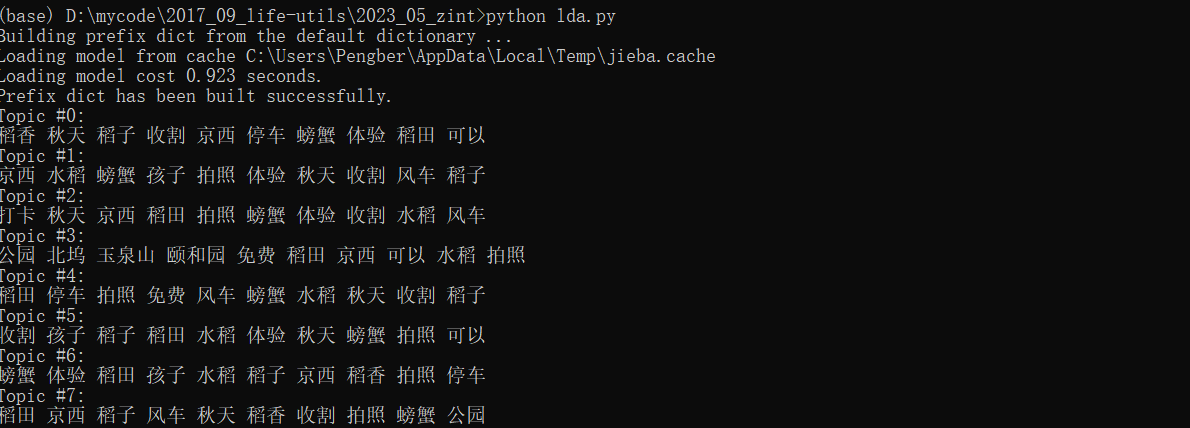 (base) D:\mycode\2017_09_life-utils\2023_05_zint>python lda.py
Building prefix dict from the default dictionary ...
Loading model from cache C:\Users\Pengber\AppData\Local\Temp\jieba.cache
Loading model cost 0.923 seconds.
Prefix dict has been built successfully.
Topic #0:
稻香 秋天 稻子 收割 京西 停车 螃蟹 体验 稻田 可以
Topic #1:
京西 水稻 螃蟹 孩子 拍照 体验 秋天 收割 风车 稻子
Topic #2:
打卡 秋天 京西 稻田 拍照 螃蟹 体验 收割 水稻 风车
Topic #3:
公园 北坞 玉泉山 颐和园 免费 稻田 京西 可以 水稻 拍照
Topic #4:
稻田 停车 拍照 免费 风车 螃蟹 水稻 秋天 收割 稻子
Topic #5:
收割 孩子 稻子 稻田 水稻 体验 秋天 螃蟹 拍照 可以
Topic #6:
螃蟹 体验 稻田 孩子 水稻 稻子 京西 稻香 拍照 停车
Topic #7:
稻田 京西 稻子 风车 秋天 稻香 收割 拍照 螃蟹 公园